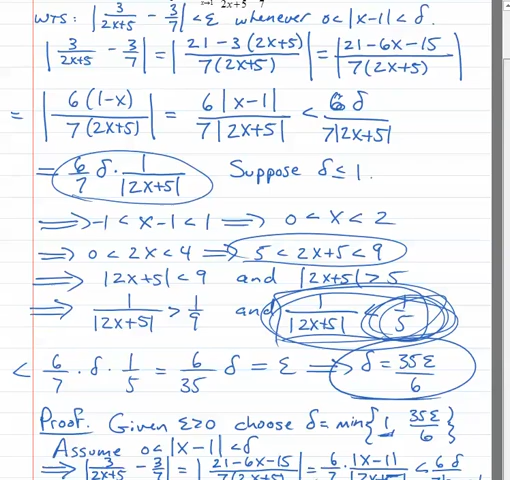 x→1 2x+5 7
WTS: |3/(2x+5) - 3/7| < ε whenever 0<|x-1|<δ.
|3/(2x+5) - 3/7| = |(21-3(2x+5))/(7(2x+5))| = |(21-6x-15)/(7(2x+5))|
= |6(1-x)/(7(2x+5))| = 6|x-1|/(7|2x+5|) < 6δ/(7|2x+5|)
= 6/7 δ · 1/|2x+5| Suppose δ ≤ 1.
⟹ -1 < x-1 < 1 ⟹ 0 < x < 2
⟹ 0 < 2x < 4 ⟹ 5 < 2x+5 < 9
⟹ |2x+5| < 9 and |2x+5| > 5
⟹ 1/|2x+5| > 1/9 and 1/|2x+5| < 1/5
< 6/7 · δ · 1/5 = 6/35 δ = ε ⟹ δ = 35ε/6
Proof. Given ε>0 choose δ = min{1, 35ε/6}
Assume 0<|x-1|<δ
⟹ |3/(2x+5) - 3/7| = |(21-6x-15)/(7(2x+5))| = 6/7 · |x-1|/|2x+5| < 6δ